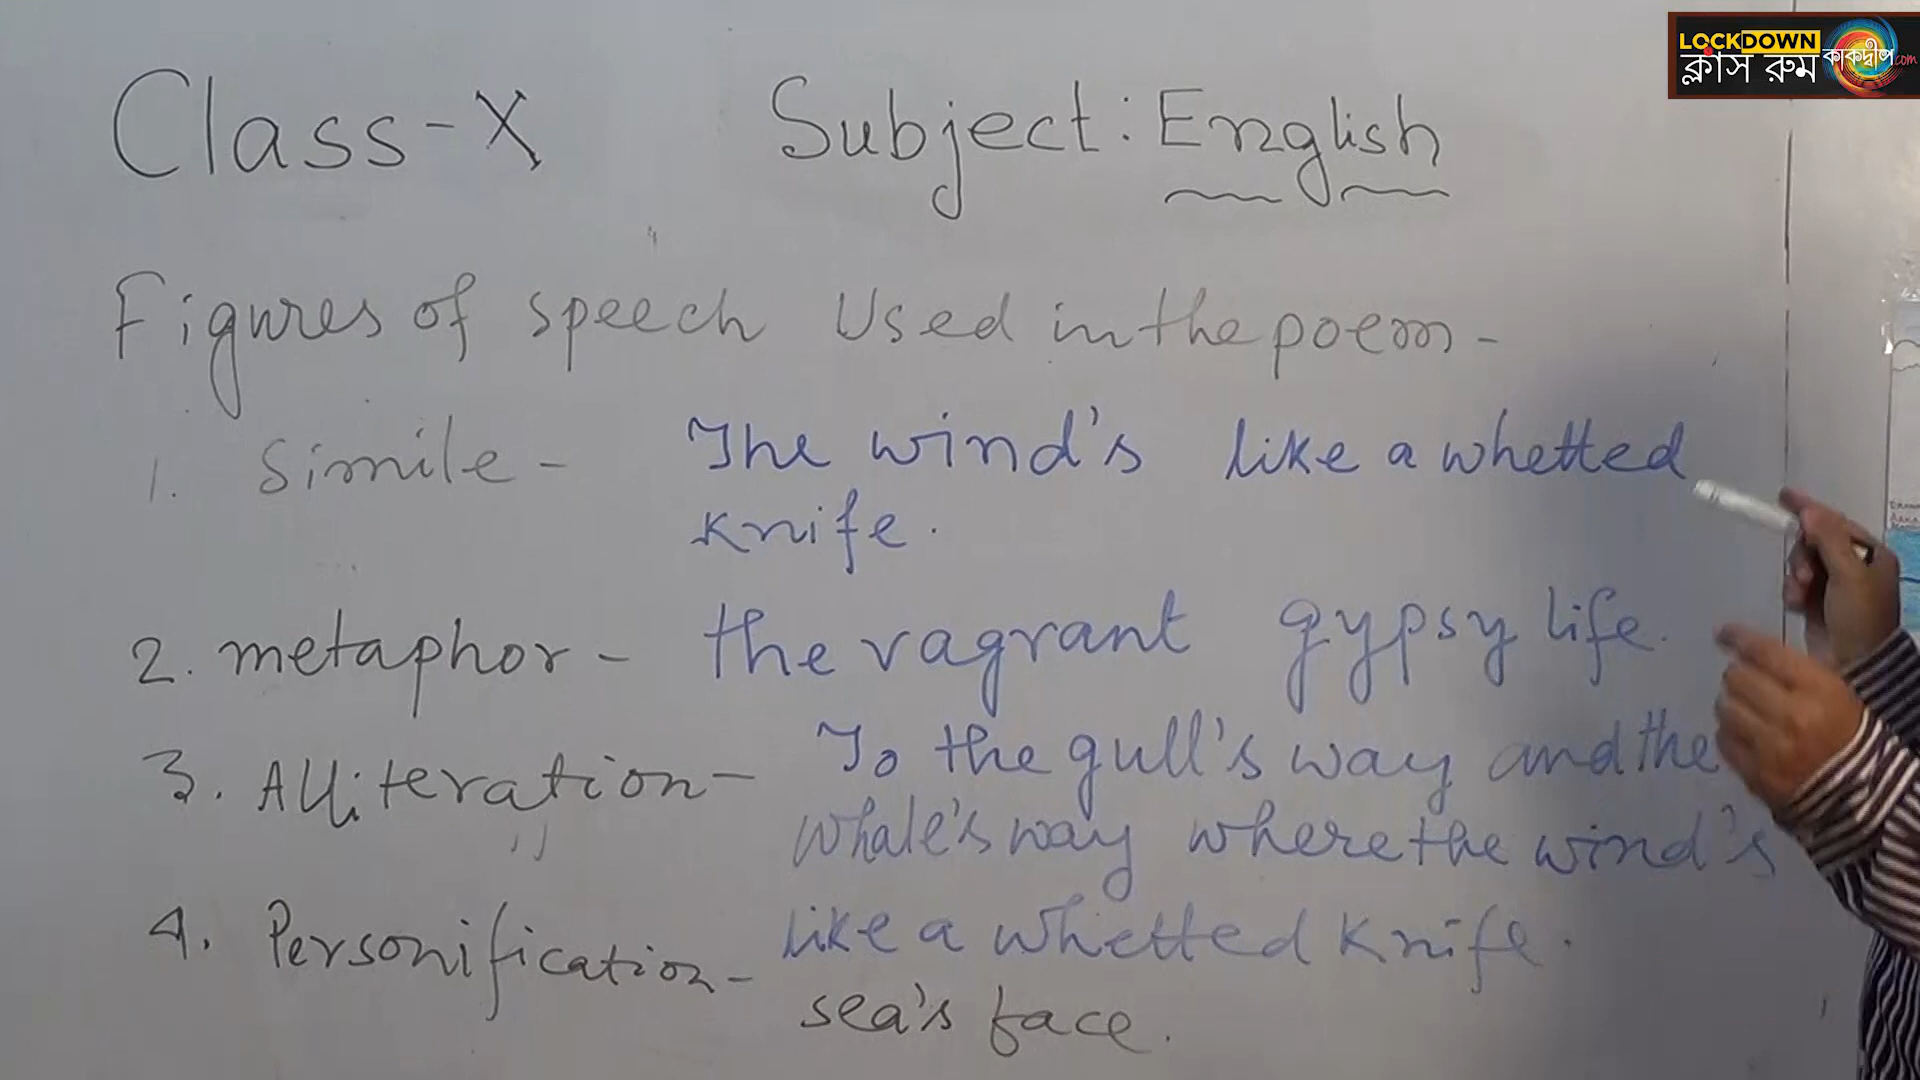 LOCKDOWN
ক্লাস রুম কাকদ্বীপ.com
Class-X Subject: English
Figures of speech Used in the poem -
1. Simile - The wind's like a whetted
knife.
2. metaphor - the vagrant gypsy life.
3. Alliteration - To the gull's way and the
whale's way where the wind's
like a whetted knife.
4. Personification - sea's face.